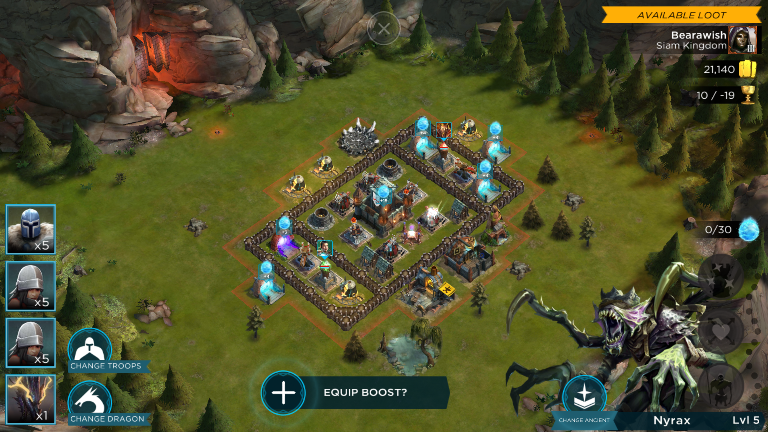 AVAILABLE LOOT
Bearawish
Siam Kingdom
III
21,140
10 / -19
0/30
x5
x5
x5
x1
CHANGE TROOPS
CHANGE DRAGON
EQUIP BOOST?
CHANGE ANCIENT
Nyrax
Lvl 5